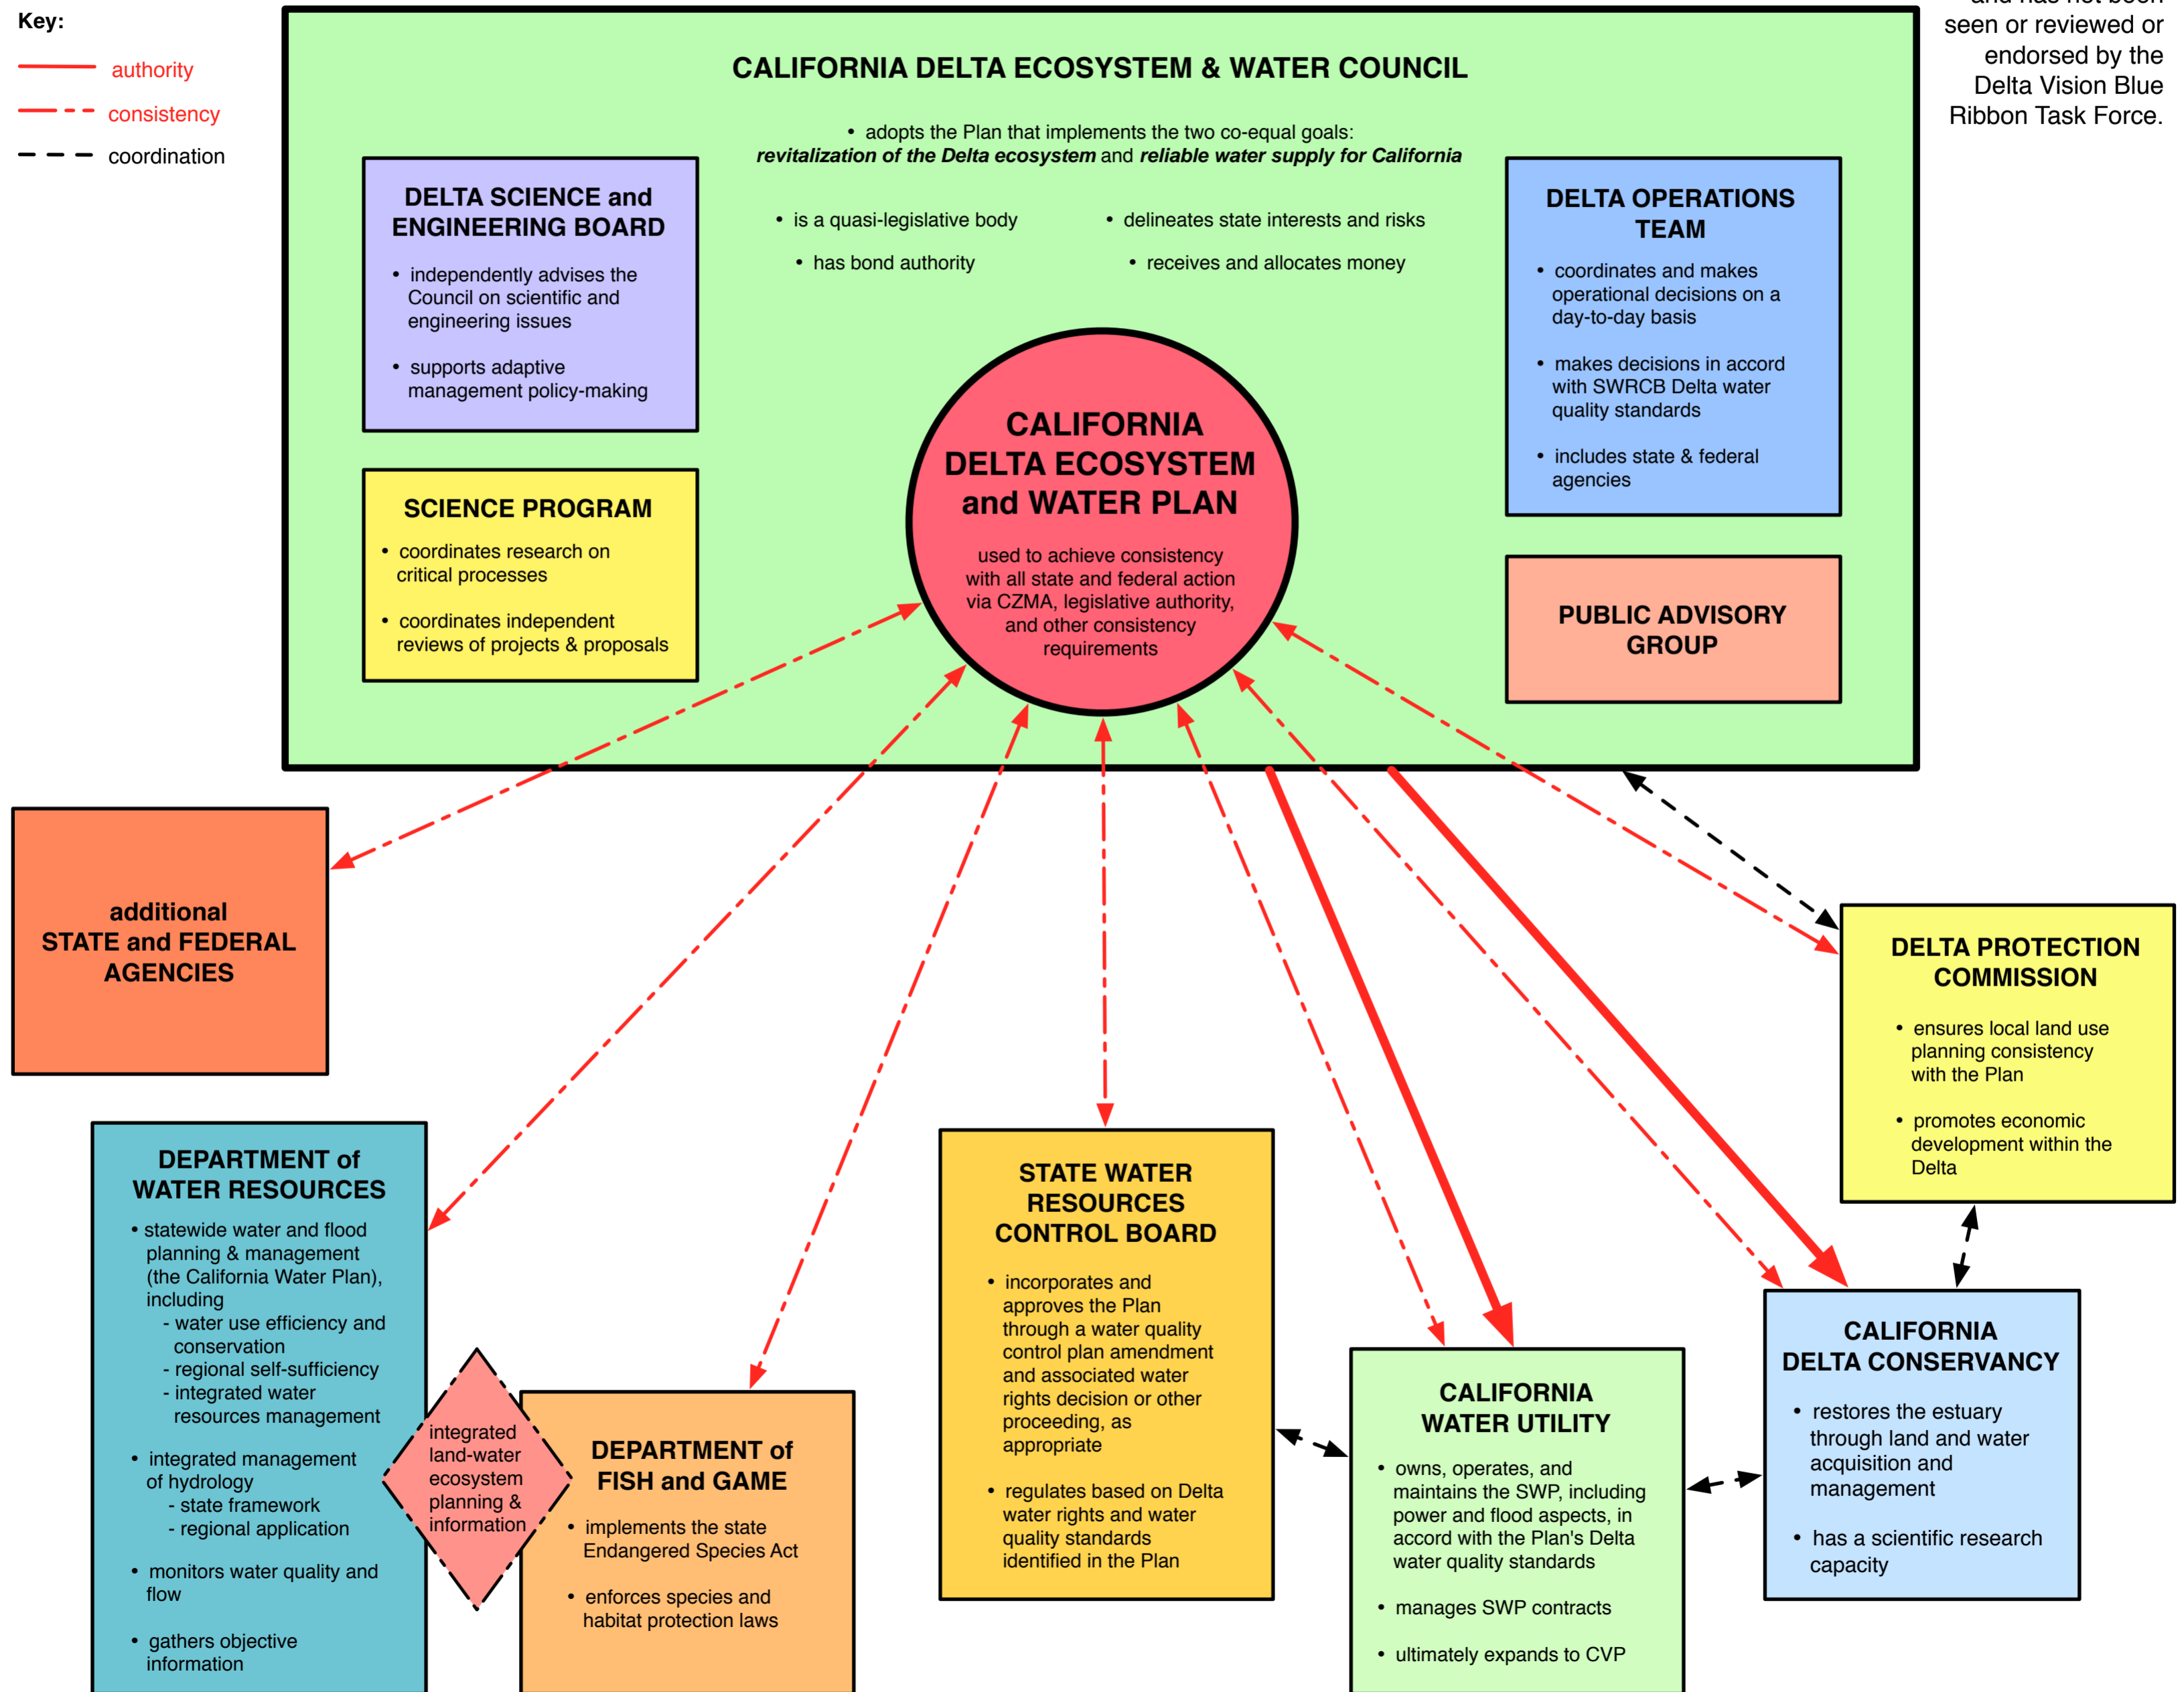 Key:
authority
consistency
coordination
and has not been
seen or reviewed or
endorsed by the
Delta Vision Blue
Ribbon Task Force.
CALIFORNIA DELTA ECOSYSTEM & WATER COUNCIL
• adopts the Plan that implements the two co-equal goals:
revitalization of the Delta ecosystem and reliable water supply for California
• is a quasi-legislative body
• delineates state interests and risks
• has bond authority
• receives and allocates money
DELTA SCIENCE and
ENGINEERING BOARD
• independently advises the
Council on scientific and
engineering issues
• supports adaptive
management policy-making
SCIENCE PROGRAM
• coordinates research on
critical processes
• coordinates independent
reviews of projects & proposals
CALIFORNIA
DELTA ECOSYSTEM
and WATER PLAN
used to achieve consistency
with all state and federal action
via CZMA, legislative authority,
and other consistency
requirements
DELTA OPERATIONS
TEAM
• coordinates and makes
operational decisions on a
day-to-day basis
• makes decisions in accord
with SWRCB Delta water
quality standards
• includes state & federal
agencies
PUBLIC ADVISORY
GROUP
additional
STATE and FEDERAL
AGENCIES
DEPARTMENT of
WATER RESOURCES
• statewide water and flood
planning & management
(the California Water Plan),
including
- water use efficiency and
conservation
- regional self-sufficiency
- integrated water
resources management
• integrated management
of hydrology
- state framework
- regional application
• monitors water quality and
flow
• gathers objective
information
integrated
land-water
ecosystem
planning &
information
DEPARTMENT of
FISH and GAME
• implements the state
Endangered Species Act
• enforces species and
habitat protection laws
STATE WATER
RESOURCES
CONTROL BOARD
• incorporates and
approves the Plan
through a water quality
control plan amendment
and associated water
rights decision or other
proceeding, as
appropriate
• regulates based on Delta
water rights and water
quality standards
identified in the Plan
CALIFORNIA
WATER UTILITY
• owns, operates, and
maintains the SWP, including
power and flood aspects, in
accord with the Plan's Delta
water quality standards
• manages SWP contracts
• ultimately expands to CVP
DELTA PROTECTION
COMMISSION
• ensures local land use
planning consistency
with the Plan
• promotes economic
development within the
Delta
CALIFORNIA
DELTA CONSERVANCY
• restores the estuary
through land and water
acquisition and
management
• has a scientific research
capacity